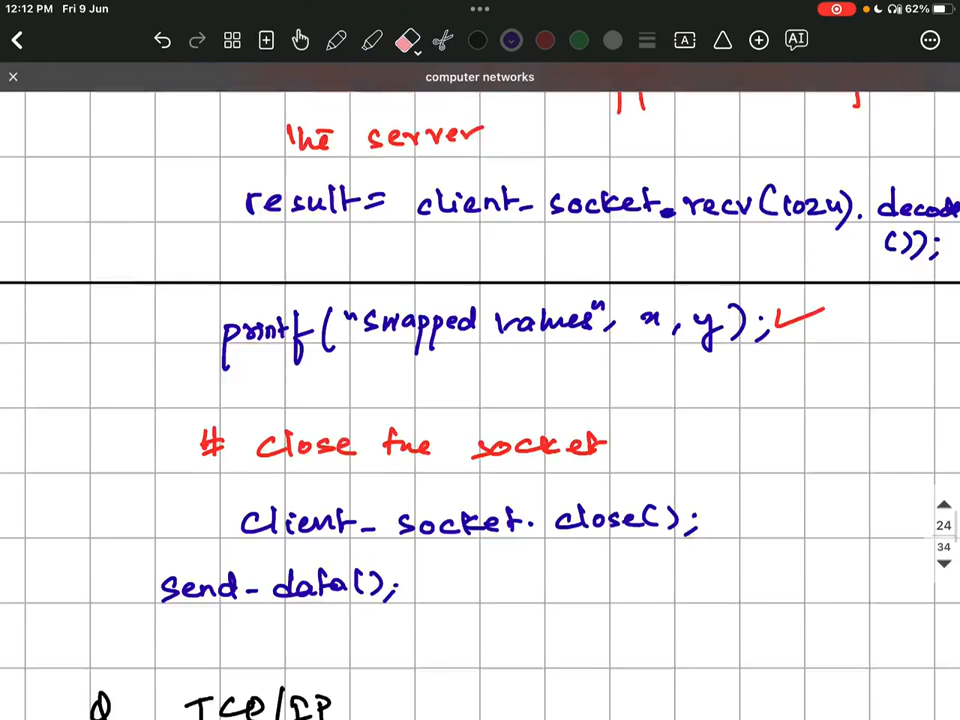 12:12 PM Fri 9 Jun
62%
computer networks
the server
result= client_socket.recv(1024).decode
());
printf("swapped values", x, y);
# close the socket
client_socket.close();
send_data();
24
34
Q TCP/IP